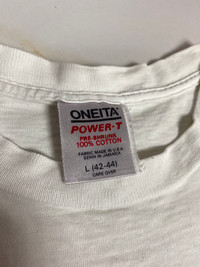 ONEITA®
POWER-T
PRE-SHRUNK
100% COTTON
FABRIC MADE IN U.S.A.
SEWN IN JAMAICA
L (42-44)
CARE OVER